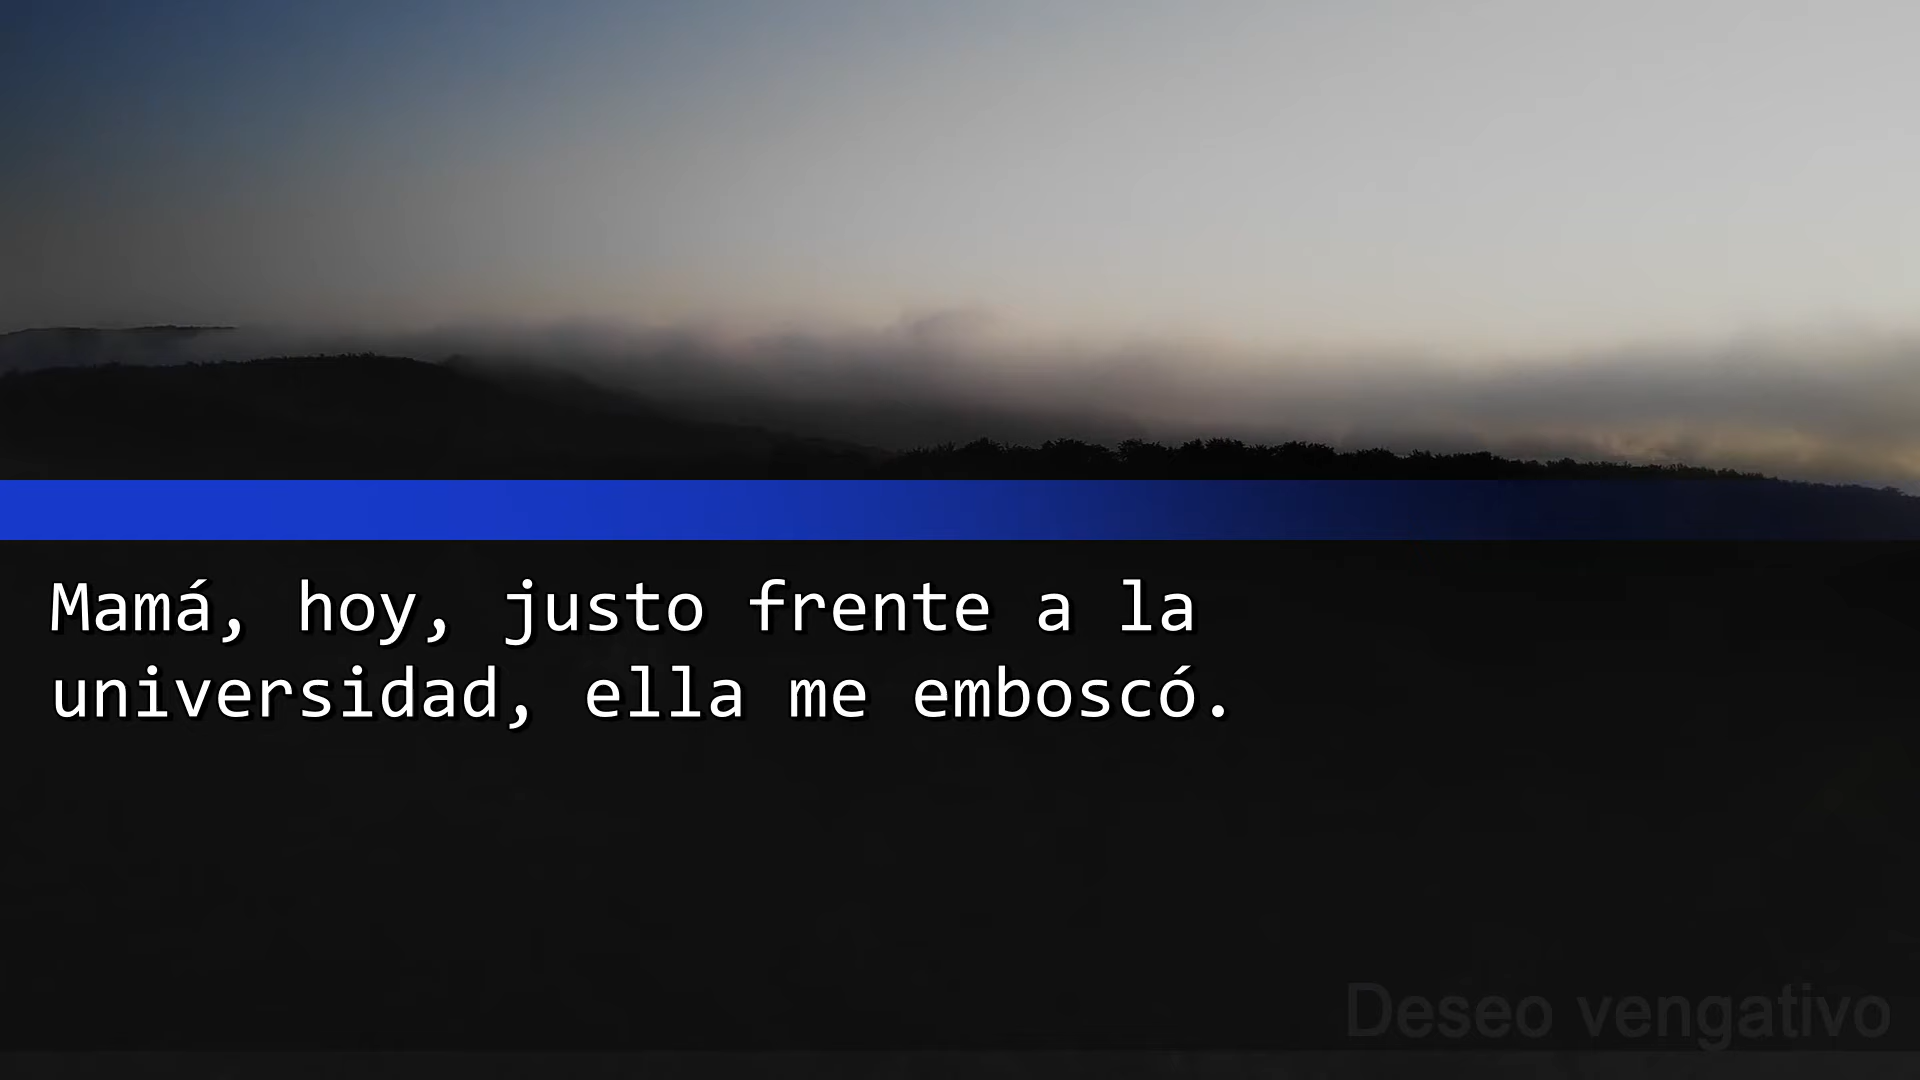 Mamá, hoy, justo frente a la
universidad, ella me emboscó.
Deseo vengativo